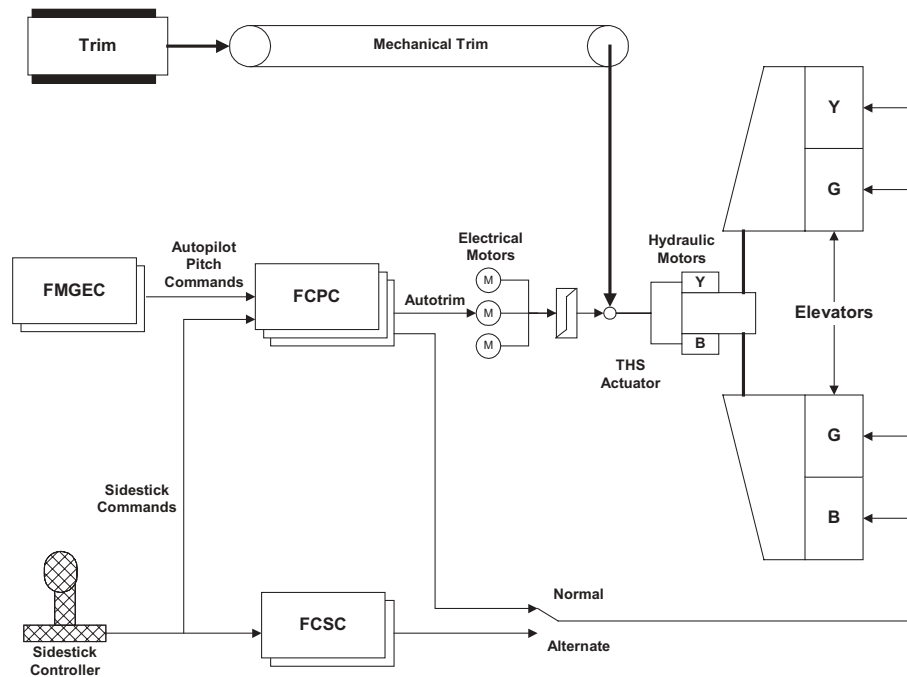 Trim
Mechanical Trim
Y
G
Electrical
Motors
Hydraulic
Motors
Autopilot
Pitch
Commands
FMGEC
FCPC
Autotrim
M
M
M
Y
B
THS
Actuator
Elevators
G
B
Sidestick
Commands
Sidestick
Controller
FCSC
Normal
Alternate